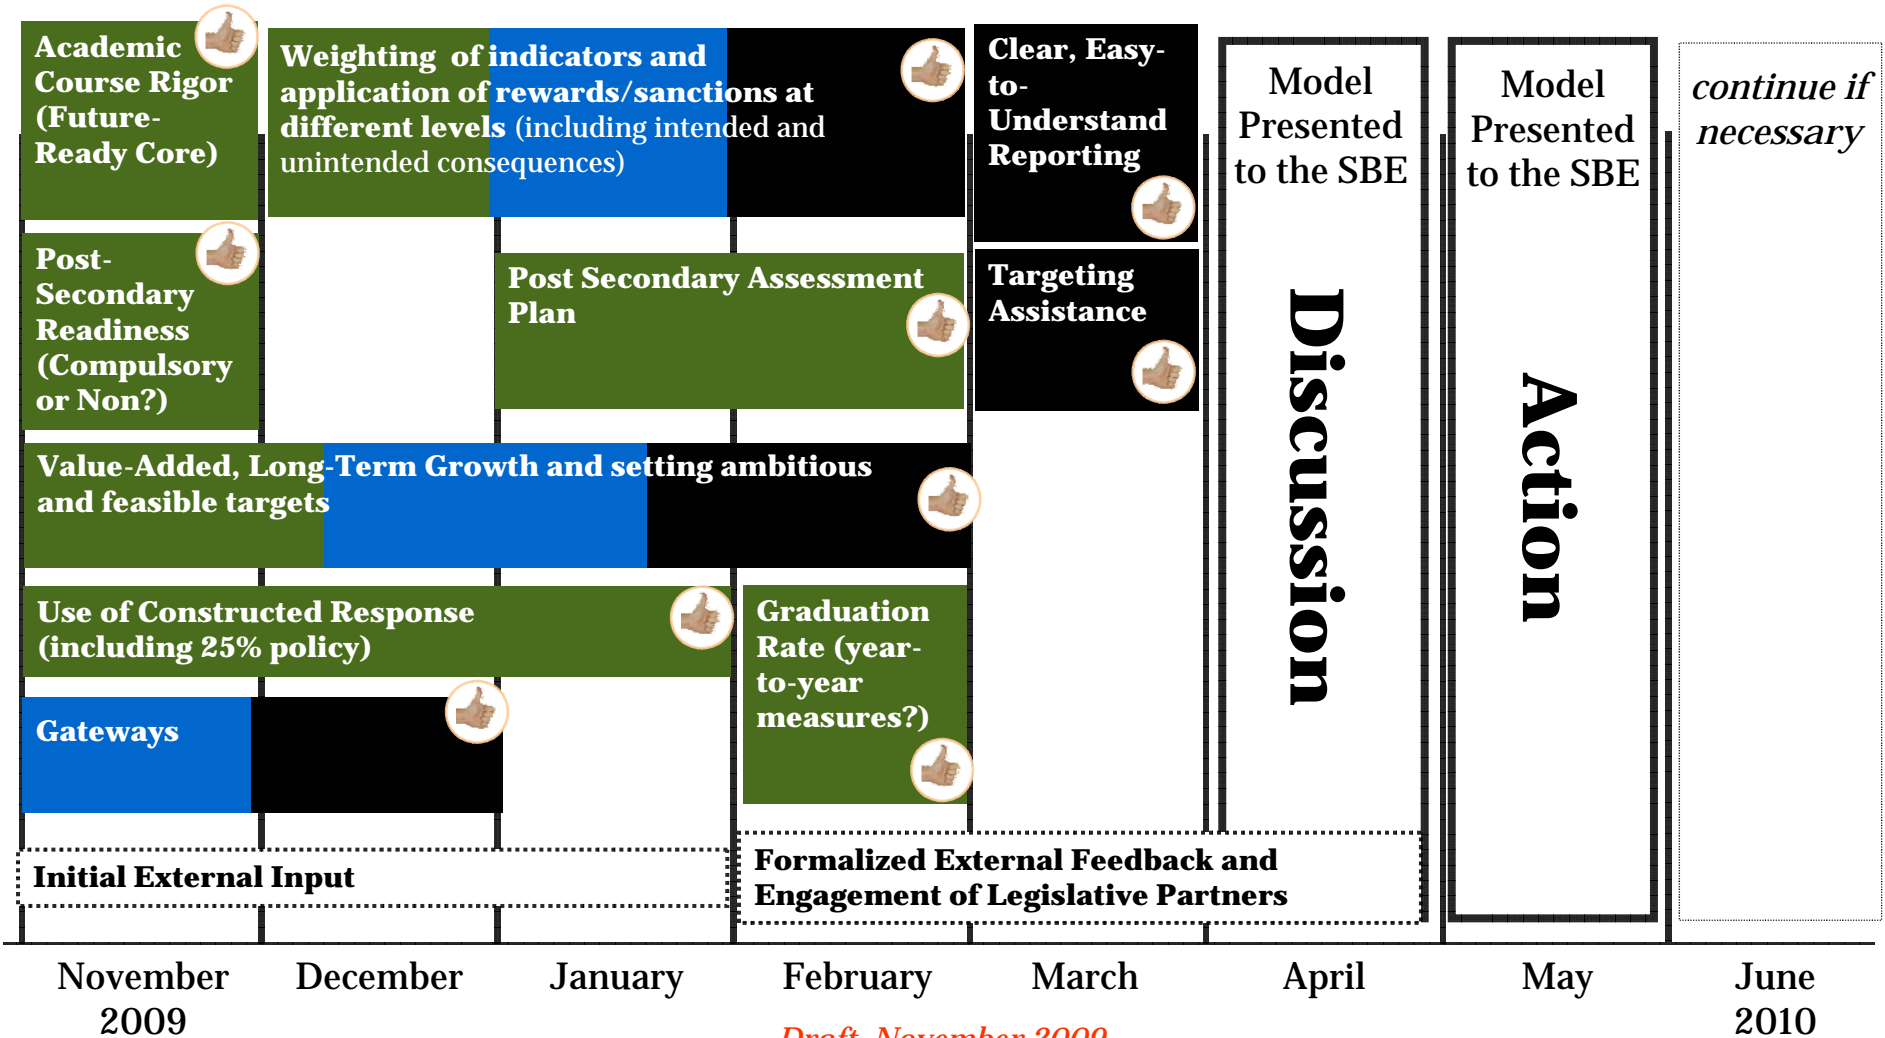 Academic
Course Rigor
(Future-
Ready Core)
Weighting of indicators and
application of rewards/sanctions at
different levels (including intended and
unintended consequences)
Clear, Easy-
to-
Understand
Reporting
Model
Presented
to the SBE
Discussion
Model
Presented
to the SBE
Action
continue if
necessary
Post-
Secondary
Readiness
(Compulsory
or Non?)
Post Secondary Assessment
Plan
Targeting
Assistance
Value-Added, Long-Term Growth and setting ambitious
and feasible targets
Use of Constructed Response
(including 25% policy)
Graduation
Rate (year-
to-year
measures?)
Gateways
Initial External Input
Formalized External Feedback and
Engagement of Legislative Partners
November
2009
December
January
February
March
April
May
June
2010
Draft, November 2009